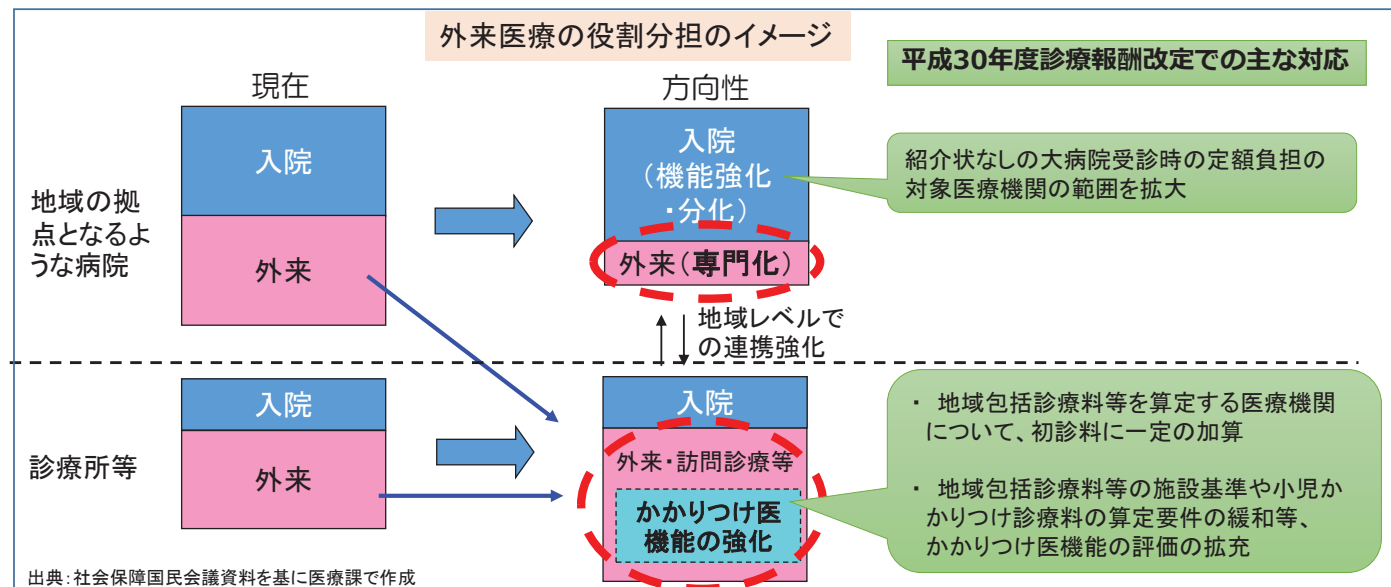 外来医療の役割分担のイメージ
平成30年度診療報酬改定での主な対応
現在
方向性
地域の拠
点となるよ
うな病院
入院
外来
入院
（機能強化
・分化）
外来（専門化）
紹介状なしの大病院受診時の定額負担の
対象医療機関の範囲を拡大
地域レベルで
の連携強化
診療所等
入院
外来
入院
外来・訪問診療等
かかりつけ医
機能の強化
・ 地域包括診療料等を算定する医療機関
について、初診料に一定の加算
・ 地域包括診療料等の施設基準や小児か
かりつけ診療料の算定要件の緩和等、
かかりつけ医機能の評価の拡充
出典：社会保障国民会議資料を基に医療課で作成